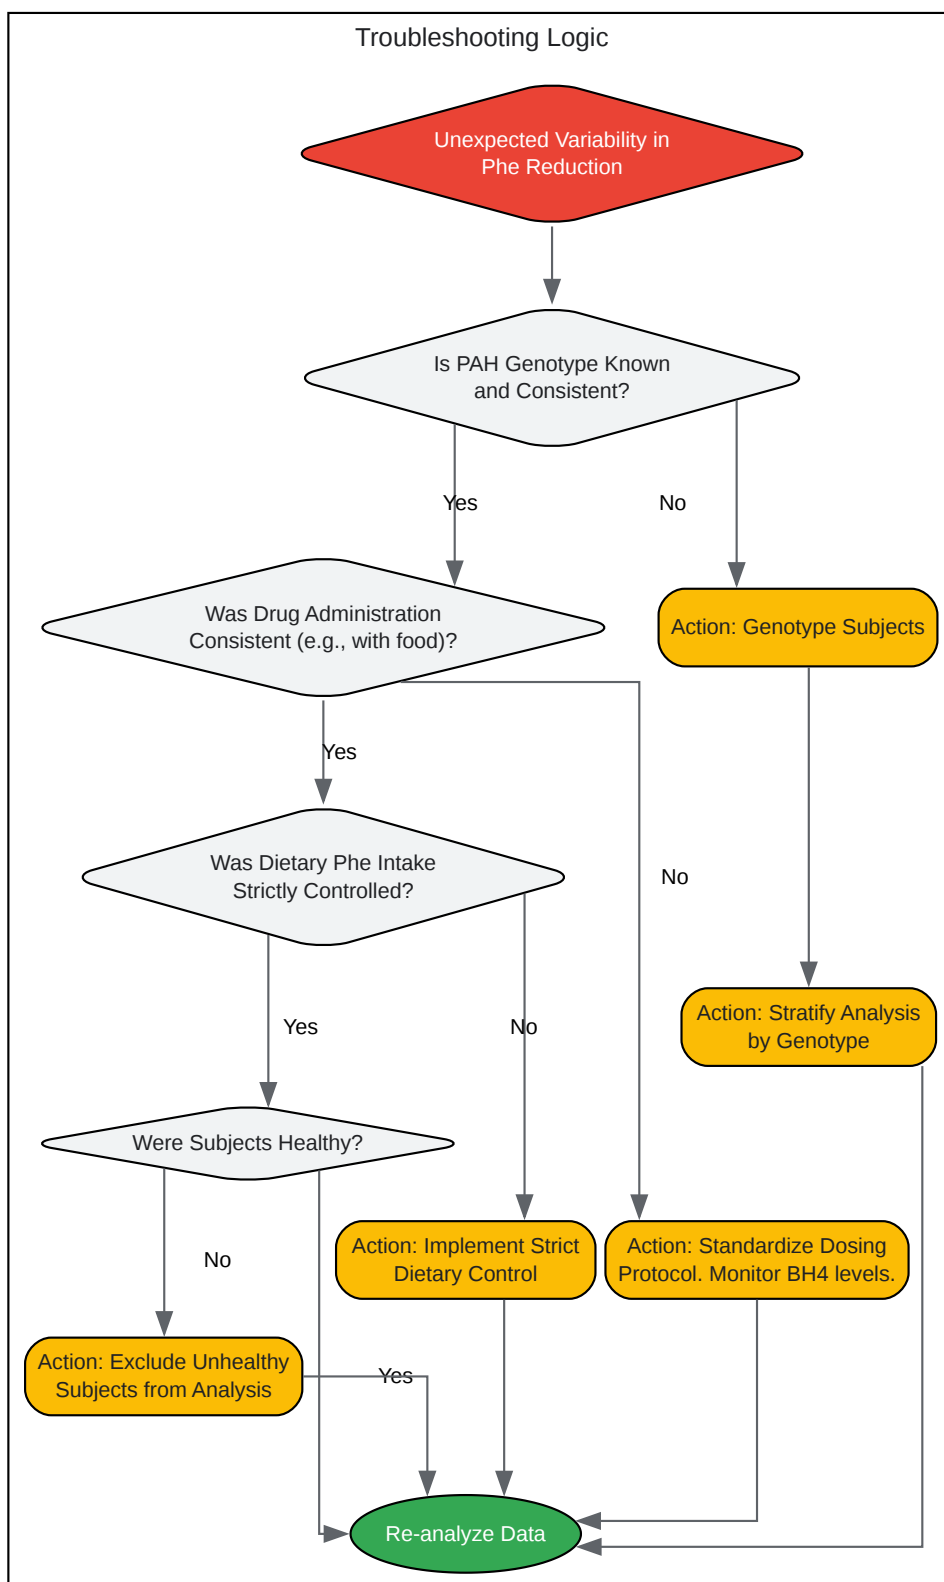 Troubleshooting Logic
Unexpected Variability in
Phe Reduction
Is PAH Genotype Known
and Consistent?
Yes
No
Was Drug Administration
Consistent (e.g., with food)?
Action: Genotype Subjects
Yes
Was Dietary Phe Intake
Strictly Controlled?
No
Yes
No
Action: Stratify Analysis
by Genotype
Were Subjects Healthy?
No
Action: Implement Strict
Dietary Control
Action: Standardize Dosing
Protocol. Monitor BH4 levels.
Action: Exclude Unhealthy
Subjects from Analysis
Yes
Re-analyze Data